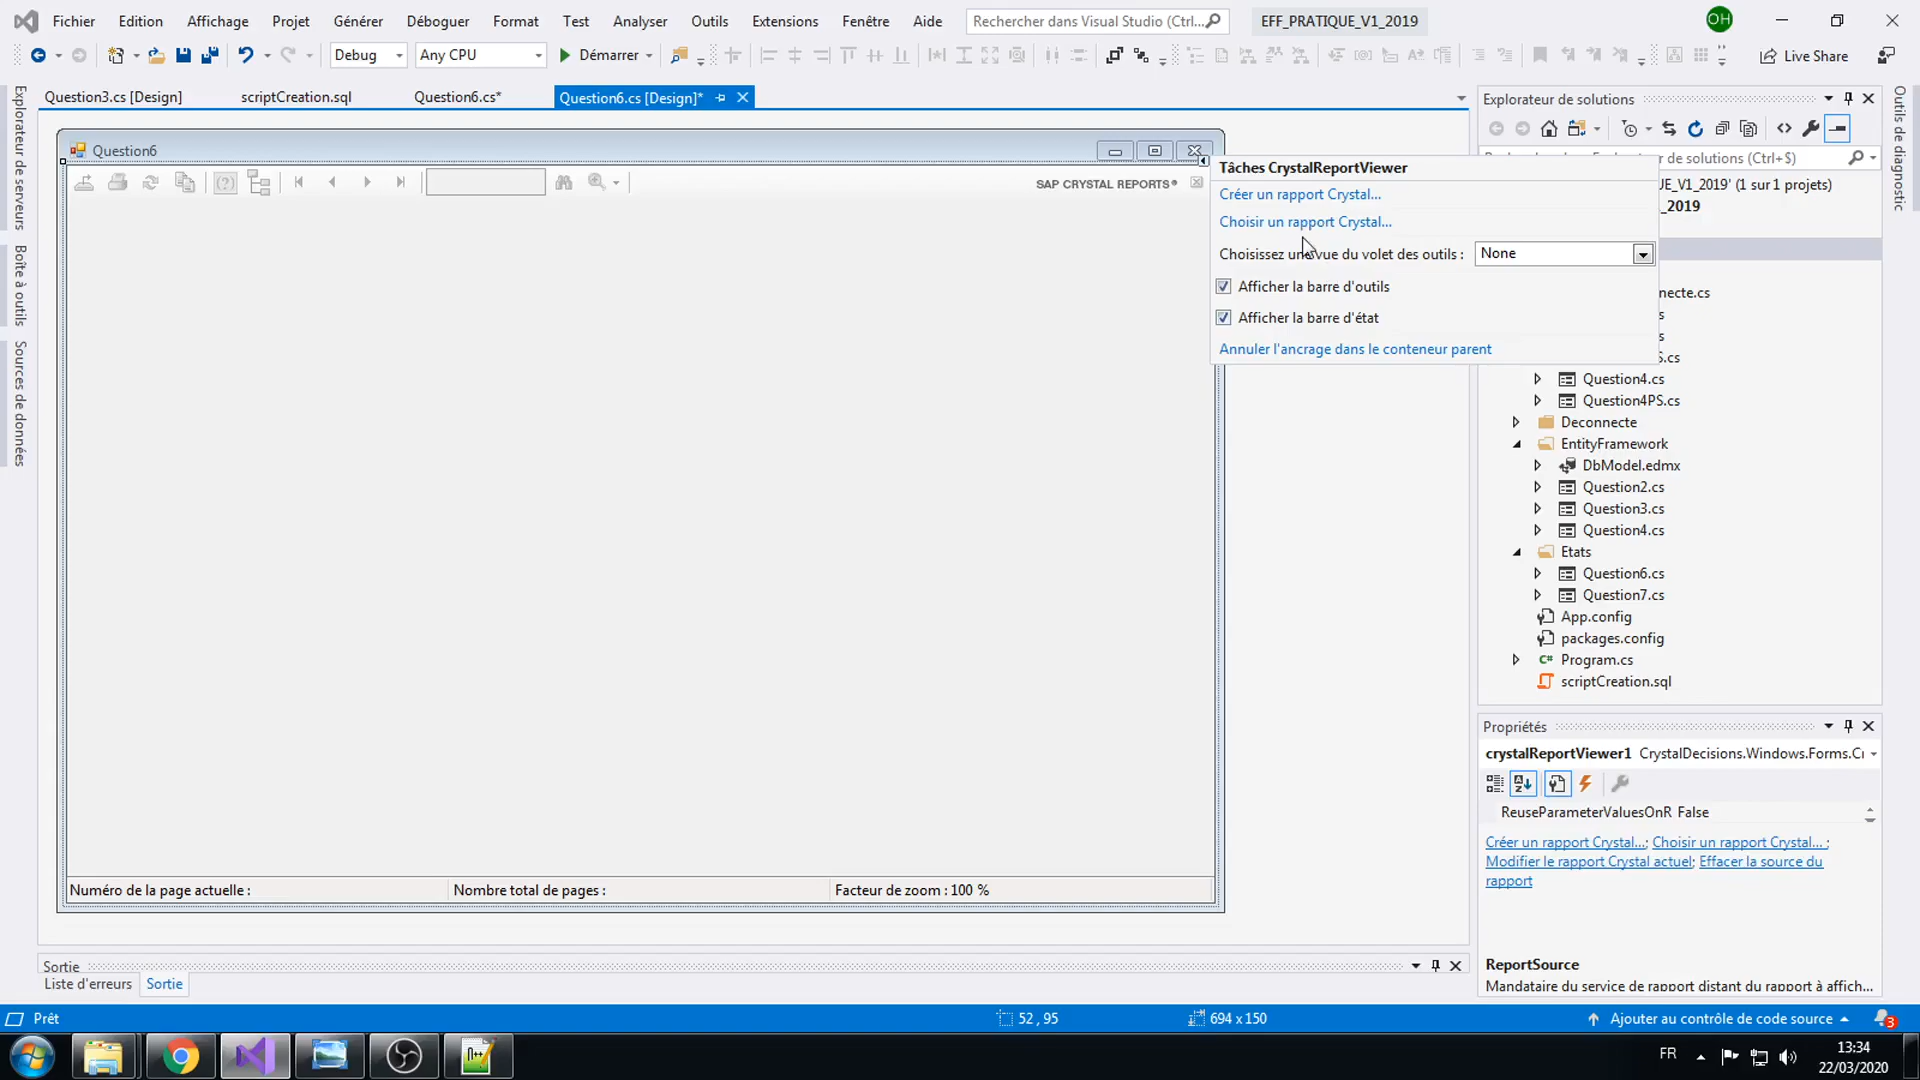 Fichier Edition Affichage Projet Générer Déboguer Format Test Analyser Outils Extensions Fenêtre Aide Rechercher dans Visual Studio (Ctrl... EFF_PRATIQUE_V1_2019 OH
Debug Any CPU Démarrer Live Share
Question3.cs [Design] scriptCreation.sql Question6.cs* Question6.cs [Design]*
Explorateur de serveurs
Boîte à outils
Sources de données
Question6
SAP CRYSTAL REPORTS®
Tâches CrystalReportViewer
Créer un rapport Crystal...
Choisir un rapport Crystal...
Choisissez une vue du volet des outils : None
Afficher la barre d'outils
Afficher la barre d'état
Annuler l'ancrage dans le conteneur parent
Numéro de la page actuelle : Nombre total de pages : Facteur de zoom : 100 %
Explorateur de solutions
de solutions (Ctrl+$)
UE_V1_2019' (1 sur 1 projets)
_2019
necte.cs
Question4.cs
Question4PS.cs
Deconnecte
EntityFramework
DbModel.edmx
Question2.cs
Question3.cs
Question4.cs
Etats
Question6.cs
Question7.cs
App.config
packages.config
C# Program.cs
scriptCreation.sql
Outils de diagnostic
Propriétés
crystalReportViewer1 CrystalDecisions.Windows.Forms.Cr
ReuseParameterValuesOnR False
Créer un rapport Crystal...; Choisir un rapport Crystal... ;
Modifier le rapport Crystal actuel; Effacer la source du
rapport
ReportSource
Mandataire du service de rapport distant du rapport à affich...
Sortie
Liste d'erreurs Sortie
Prêt 52 , 95 694 x 150 Ajouter au contrôle de code source 3
FR 13:34
22/03/2020